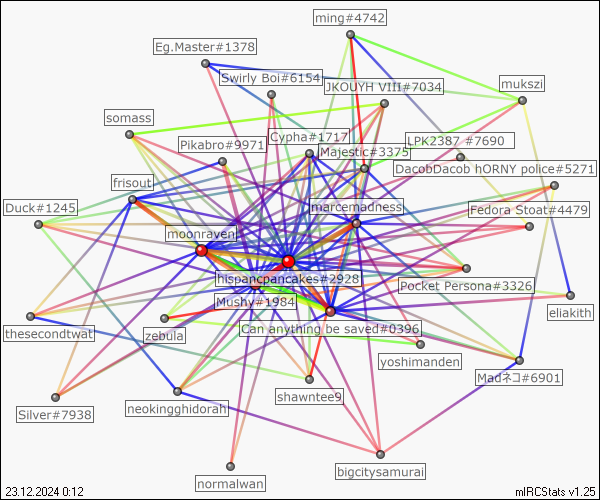 ming#4742
Eg.Master#1378
Swirly Boi#6154
JKOUYH VIII#7034
mukszi
somass
Cypha#1717
LPK2387 #7690
Pikabro#9971
Majestic#3375
DacobDacob hORNY police#5271
frisout
Duck#1245
marcemadness
Fedora Stoat#4479
moonraven
hispancpancakes#2928
Pocket Persona#3326
Mushy#1984
eliakith
thesecondtwat
zebula
Can anything be saved#0396
yoshimanden
Madネコ#6901
shawntee9
Silver#7938
neokingghidorah
bigcitysamurai
normalwan
23.12.2024 0:12
mIRCStats v1.25